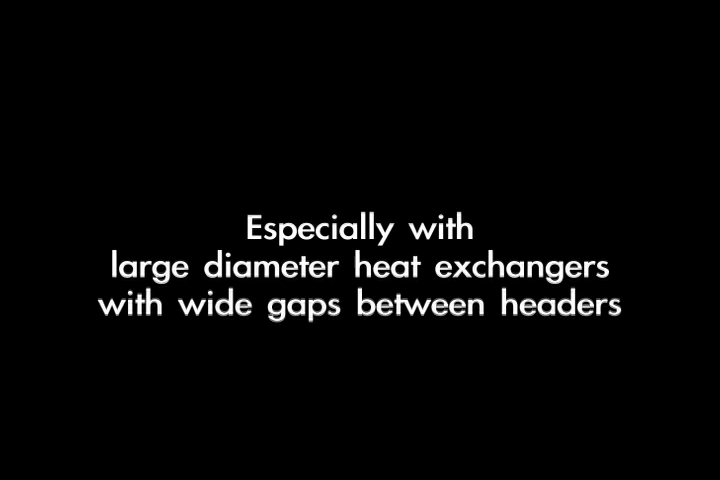 Especially with
large diameter heat exchangers
with wide gaps between headers